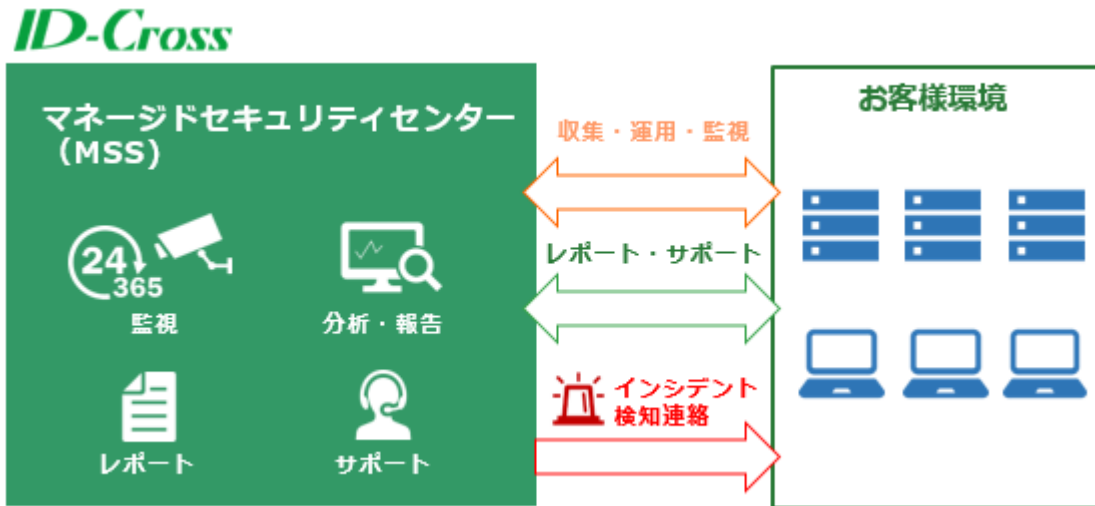 ID-Cross
マネージドセキュリティセンター
（MSS)
24
365
監視
分析・報告
レポート
サポート
収集・運用・監視
レポート・サポート
インシデント
検知連絡
お客様環境